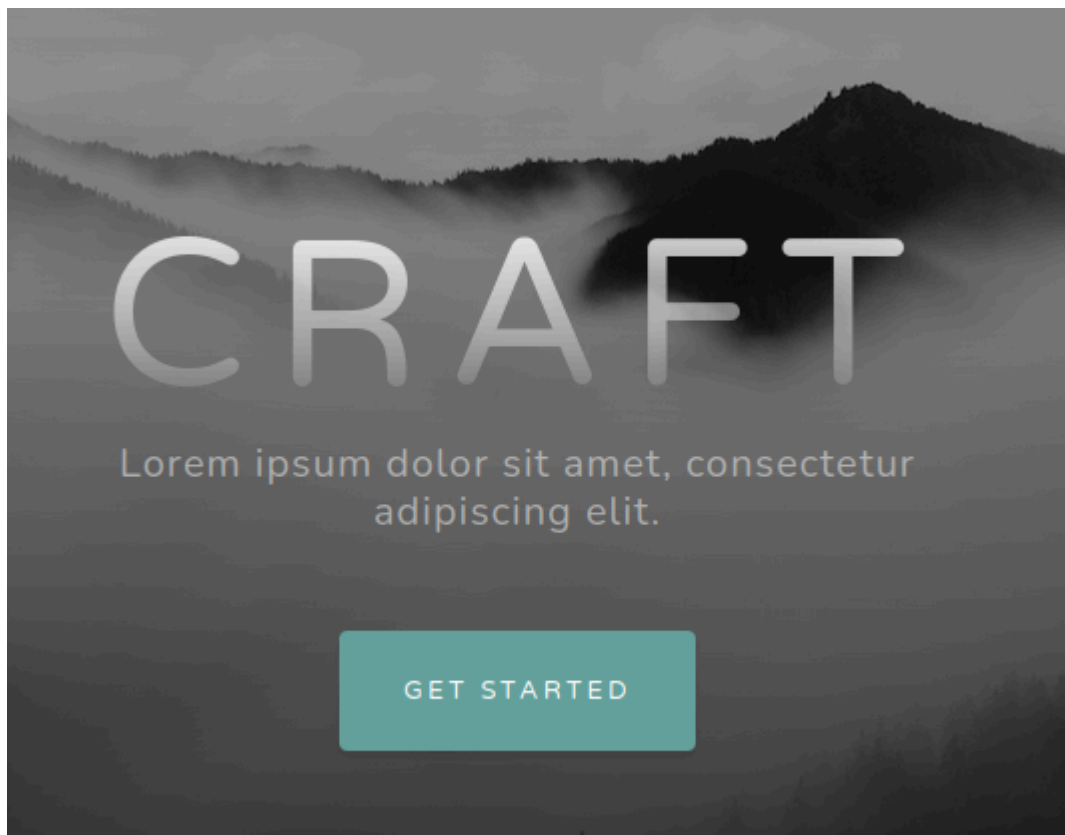 CRAFT
Lorem ipsum dolor sit amet, consectetur
adipiscing elit.
GET STARTED